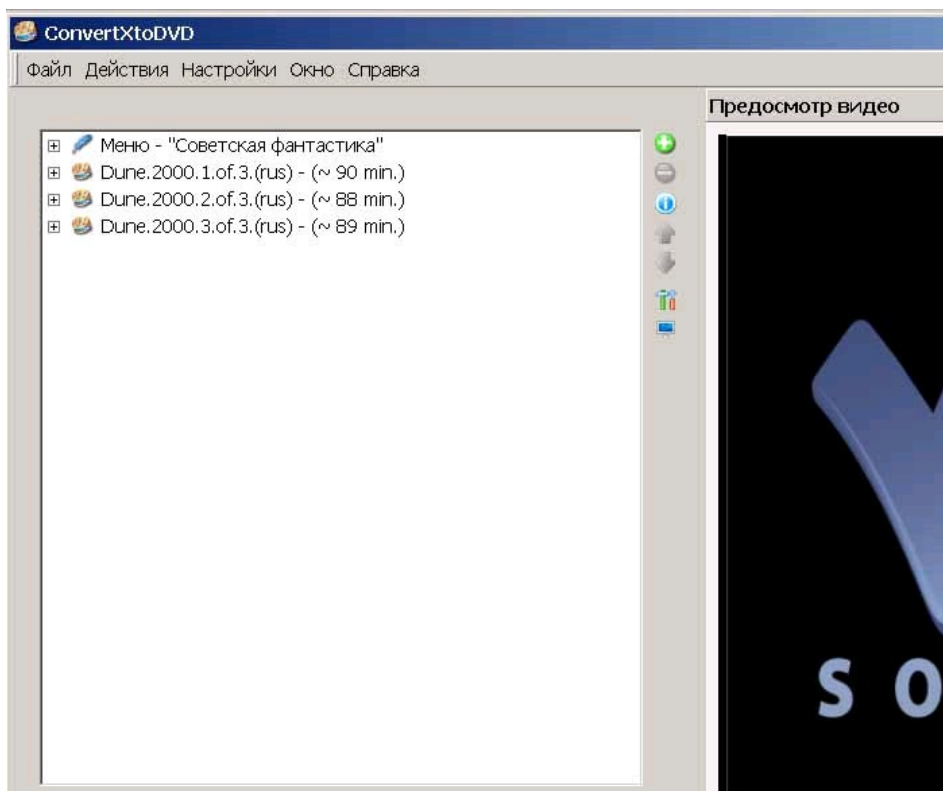 ConvertXtoDVD
Файл Действия Настройки Окно Справка
Предосмотр видео
Меню - "Советская фантастика"
Dune.2000.1.of.3.(rus) - (~ 90 min.)
Dune.2000.2.of.3.(rus) - (~ 88 min.)
Dune.2000.3.of.3.(rus) - (~ 89 min.)
S O